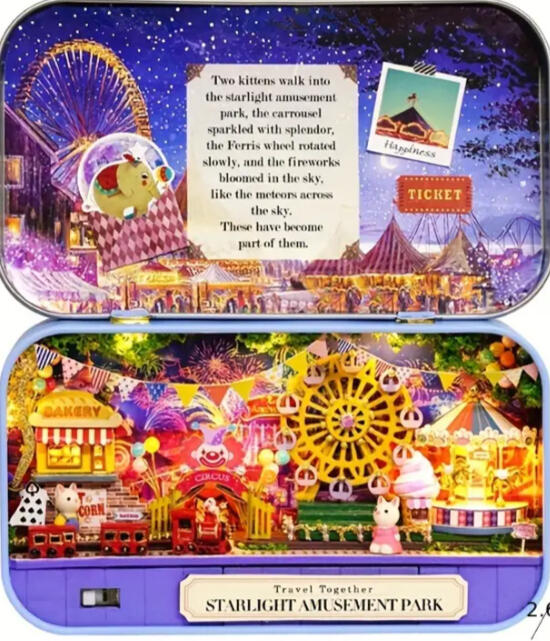 Two kittens walk into
the starlight amusement
park, the carrousel
sparkled with splendor,
the Ferris wheel rotated
slowly, and the fireworks
bloomed in the sky,
like the meteors across
the sky.
These have become
part of them.
Happiness
TICKET
BAKERY
CIRCUS
CORN
Travel Together
STARLIGHT AMUSEMENT PARK